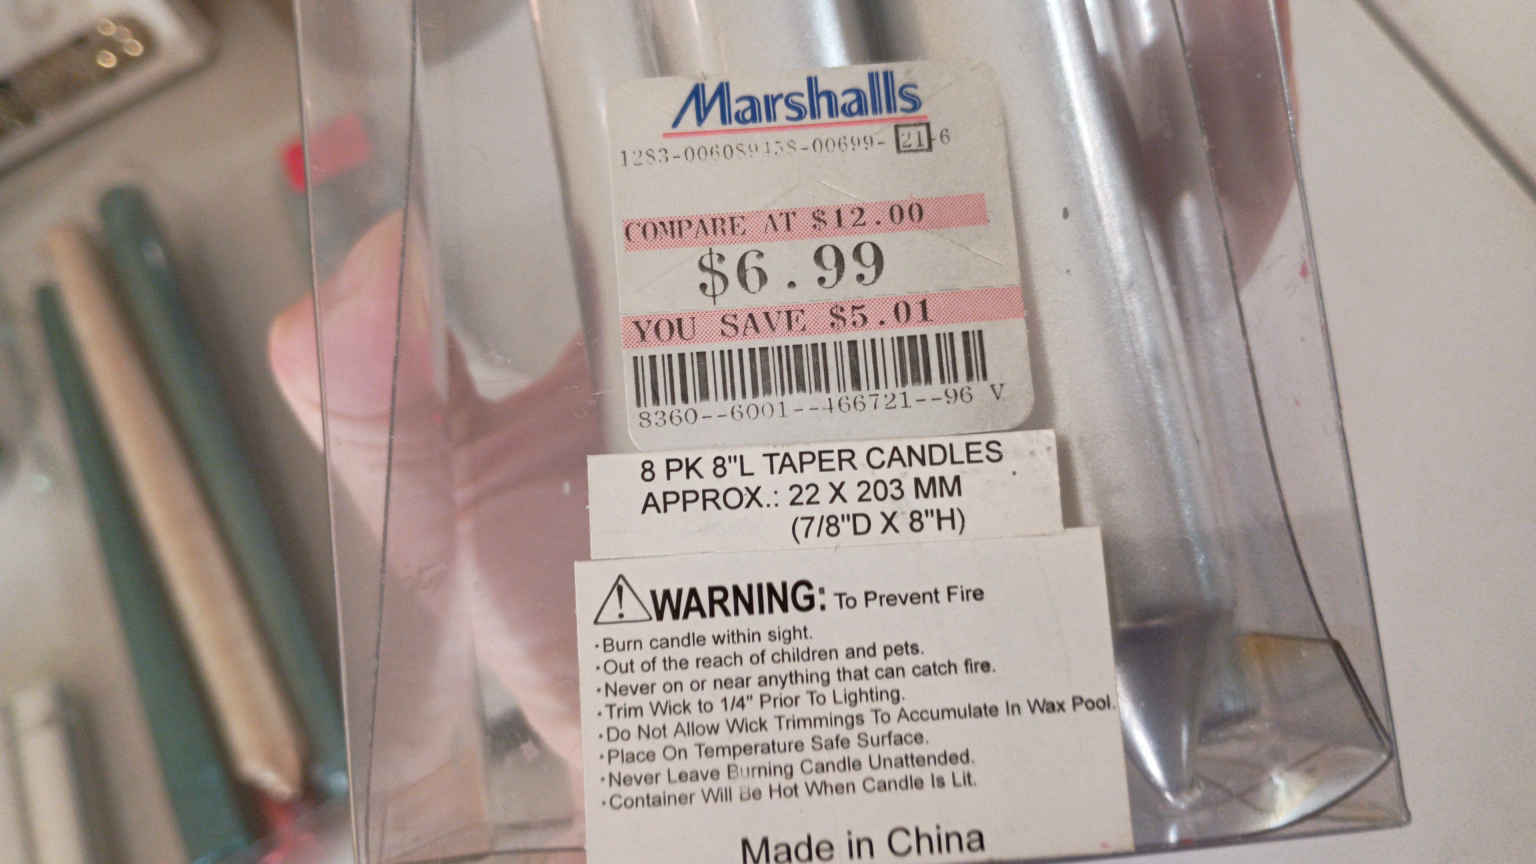 Marshalls
1283-006089458-00699- 21-6
COMPARE AT $12.00
$6.99
YOU SAVE $5.01
8360--6001--466721--96 V
8 PK 8"L TAPER CANDLES
APPROX.: 22 X 203 MM
(7/8"D X 8"H)
WARNING: To Prevent Fire
·Burn candle within sight.
·Out of the reach of children and pets.
·Never on or near anything that can catch fire.
·Trim Wick to 1/4" Prior To Lighting.
·Do Not Allow Wick Trimmings To Accumulate In Wax Pool.
·Place On Temperature Safe Surface.
·Never Leave Burning Candle Unattended.
·Container Will Be Hot When Candle Is Lit.
Made in China